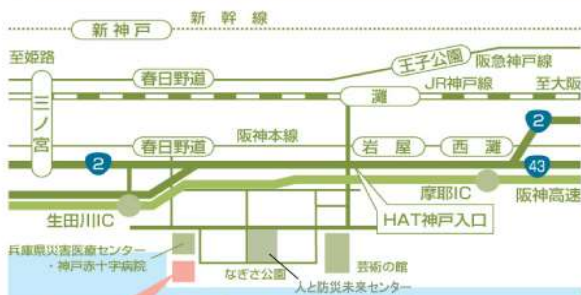 新幹線
新神戸
王子公園
至姫路
春日野道
阪急神戸線
JR神戸線
至大阪
三ノ宮
灘
阪神本線
2
2
春日野道
岩屋
西灘
43
生田川IC
摩耶IC
阪神高速
HAT神戸入口
兵庫県災害医療センター
・神戸赤十字病院
なぎさ公園
人と防災未来センター
芸術の館